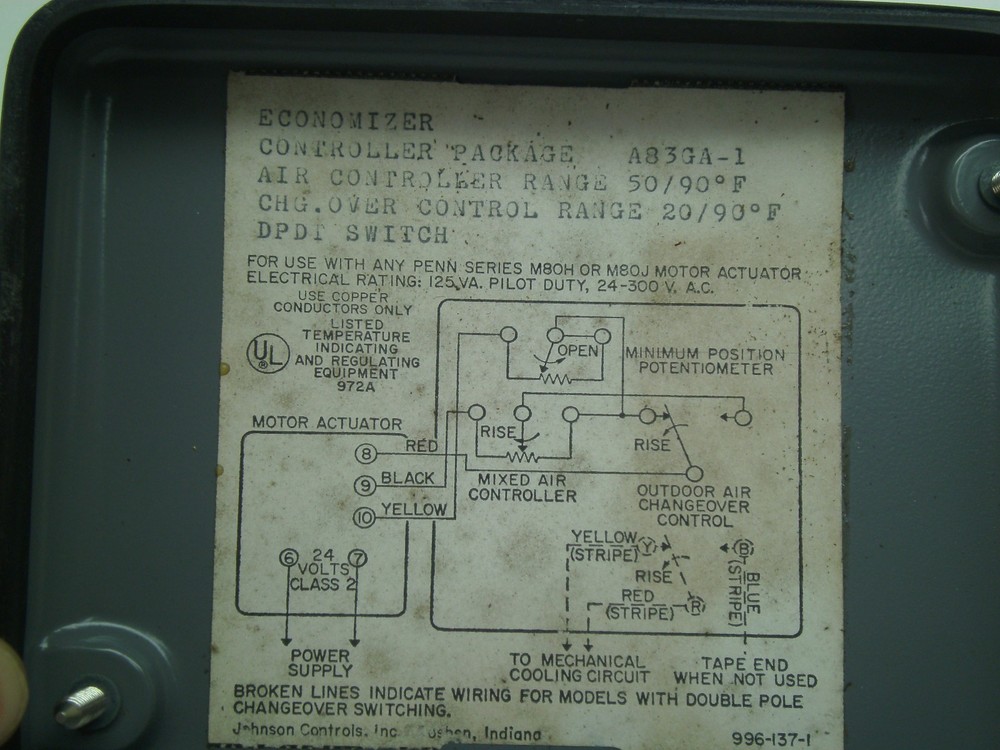 ECONOMIZER
CONTROLLER PACKAGE A83GA-1
AIR CONTROLLER RANGE 50/90°F
CHG.OVER CONTROL RANGE 20/90°F
DPDT SWITCH
FOR USE WITH ANY PENN SERIES M80H OR M80J MOTOR ACTUATOR
ELECTRICAL RATING: 125 VA. PILOT DUTY, 24-300 V. A.C.
USE COPPER
CONDUCTORS ONLY
UL®
LISTED
TEMPERATURE
INDICATING
AND REGULATING
EQUIPMENT
972A
OPEN
MINIMUM POSITION
POTENTIOMETER
MOTOR ACTUATOR
8 RED
9 BLACK
10 YELLOW
6 24 7
VOLTS
CLASS 2
POWER
SUPPLY
RISE
MIXED AIR
CONTROLLER
RISE
OUTDOOR AIR
CHANGEOVER
CONTROL
YELLOW
(STRIPE)
Y
B
RISE
RED
(STRIPE)
R
BLUE
(STRIPE)
TO MECHANICAL
COOLING CIRCUIT
TAPE END
WHEN NOT USED
BROKEN LINES INDICATE WIRING FOR MODELS WITH DOUBLE POLE
CHANGEOVER SWITCHING.
Johnson Controls, Inc Indiana
996-137-1